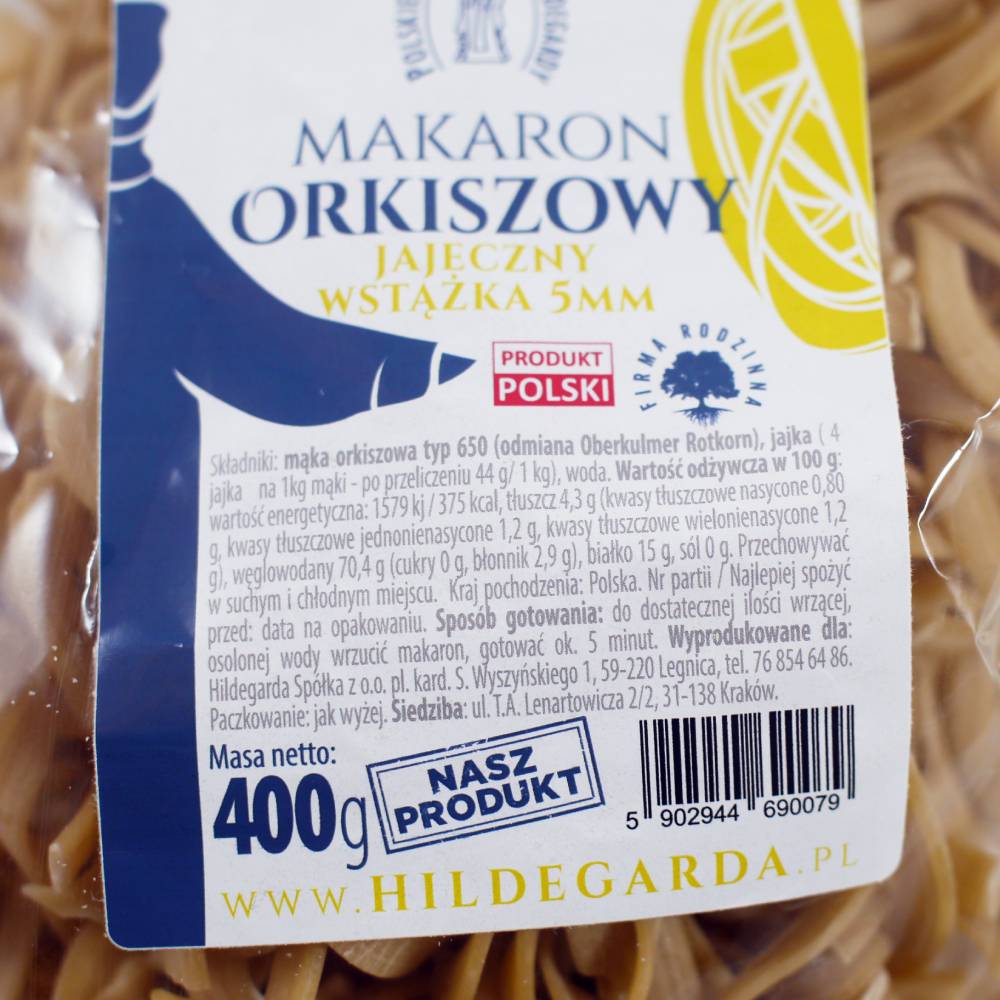 POLSKIE
MAKARON
ORKISZOWY
JAJECZNY
WSTĄŻKA 5MM
PRODUKT
POLSKI
FIRMA RODZINNA
Składniki: mąka orkiszowa typ 650 (odmiana Oberkulmer Rotkorn), jajka ( 4
jajka na 1kg mąki - po przeliczeniu 44 g/ 1 kg), woda. Wartość odżywcza w 100 g:
wartość energetyczna: 1579 kj / 375 kcal, tłuszcz 4,3 g (kwasy tłuszczowe nasycone 0,80
g, kwasy tłuszczowe jednonienasycone 1,2 g, kwasy tłuszczowe wielonienasycone 1,2
g), węglowodany 70,4 g (cukry 0 g, błonnik 2,9 g), białko 15 g, sól 0 g. Przechowywać
w suchym i chłodnym miejscu. Kraj pochodzenia: Polska. Nr partii / Najlepiej spożyć
przed: data na opakowaniu. Sposób gotowania: do dostatecznej ilości wrzącej,
osolonej wody wrzucić makaron, gotować ok. 5 minut. Wyprodukowane dla:
Hildegarda Spółka z o.o. pl. kard. S. Wyszyńskiego 1, 59-220 Legnica, tel. 76 854 64 86.
Paczkowanie: jak wyżej. Siedziba: ul. T.A. Lenartowicza 2/2, 31-138 Kraków.
Masa netto:
400g
NASZ
PRODUKT
5 902944 690079
WWW.HILDEGARDA.PL